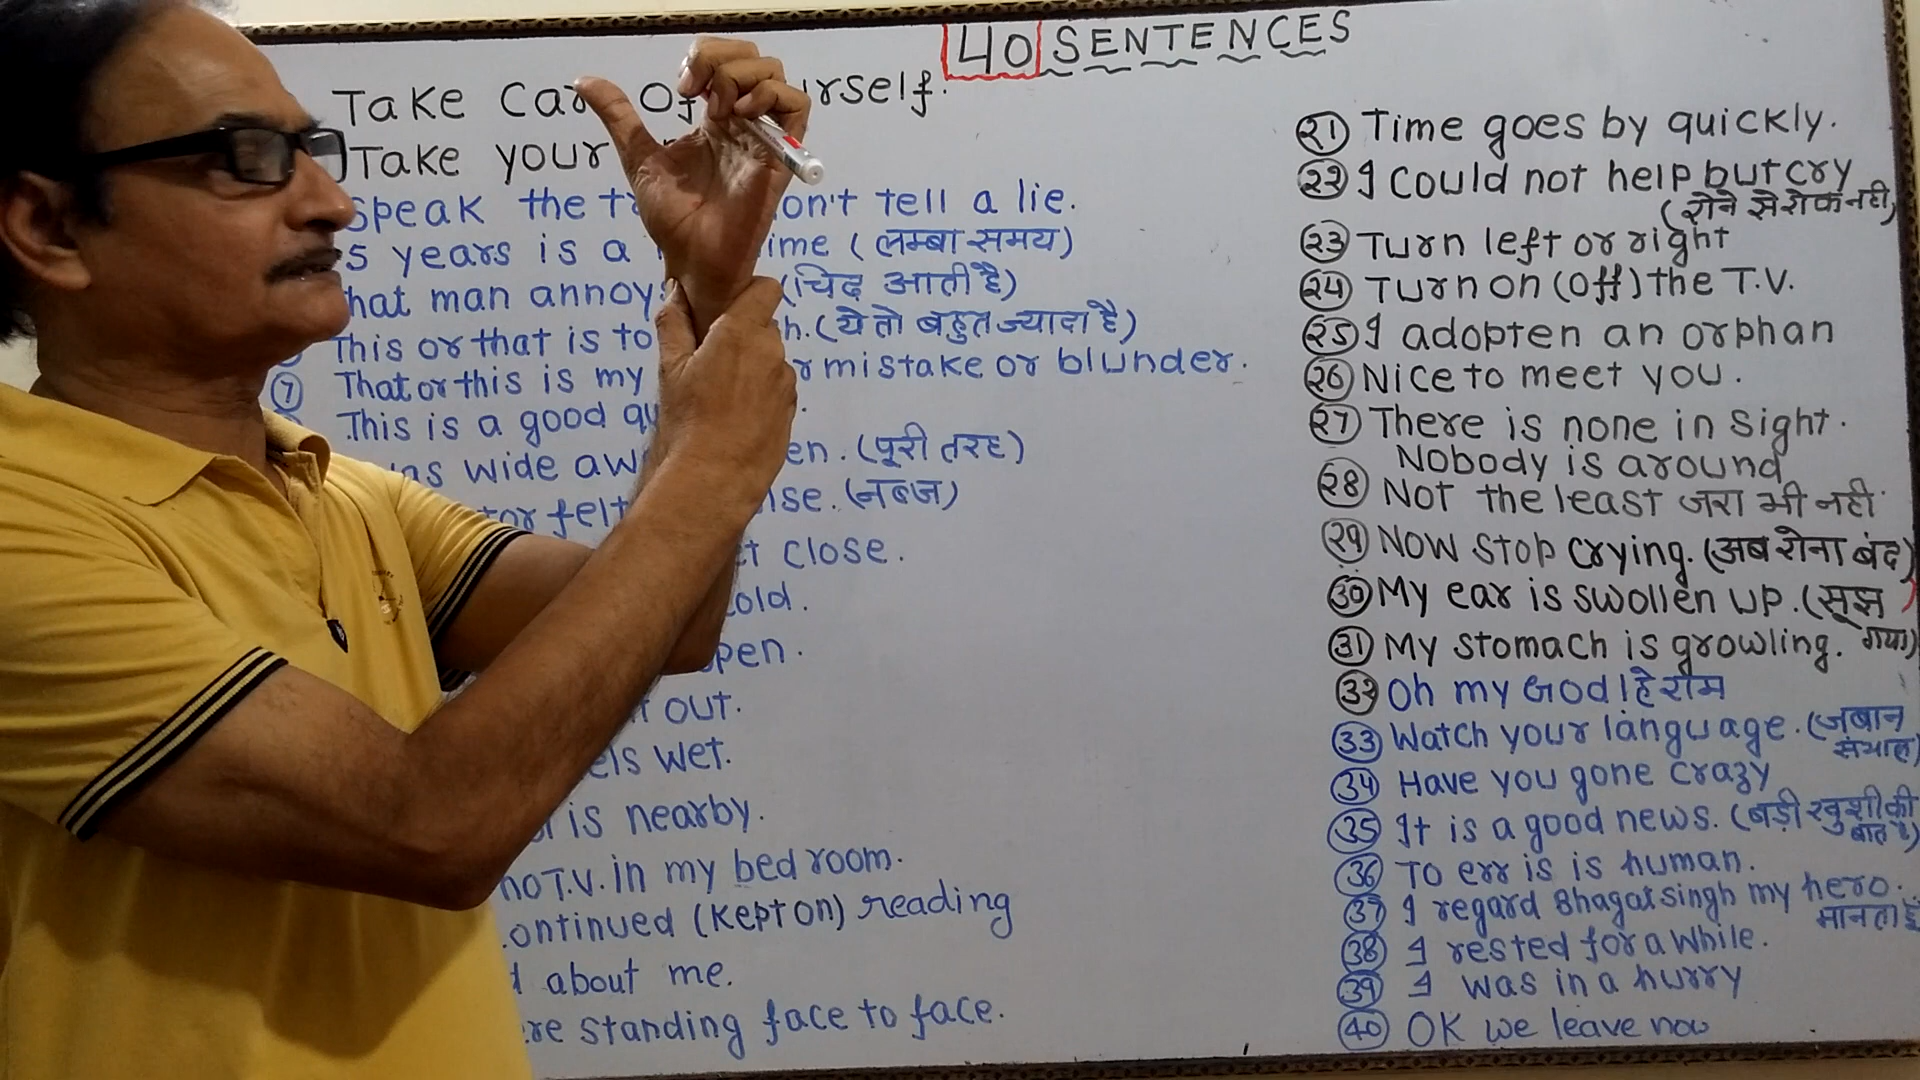 40 SENTENCES
Take Car Of urself.
Take your
Speak the t on't tell a lie.
5 years is a ime (लम्बा समय)
hat man annoy (चिढ आती है)
This or that is to h. (ये तो बहुत ज्यादा है)
7 That or this is my r mistake or blunder.
This is a good qu
as wide aw en. (पूरी तरह)
tor felt lse. (नब्ज)
t close.
old.
pen.
t out.
els wet.
is nearby.
no T.V. in my bed room.
ontinued (Kept on) reading
about me.
re standing face to face.
21 Time goes by quickly.
22 I Could not help but cry
(रोने से रोक नही)
23 Turn left or right
24 Turn on (Off) the T.V.
25 I adopten an orphan
26 Nice to meet you.
27 There is none in Sight.
Nobody is around
28 Not the least जरा भी नही
29 Now stop crying. (अब रोना बंद)
30 My ear is swollen up. (सूझ
गया)
31 My stomach is growling.
32 Oh my God! हे राम
33 Watch your language. (जबान
संभाल)
34 Have you gone crazy
35 It is a good news. (बड़ी खुशी की
बात है)
36 To err is is human.
37 I regard Bhagat singh my hero.
मानता हूँ
38 I rested for a while.
39 I was in a hurry
40 OK we leave now